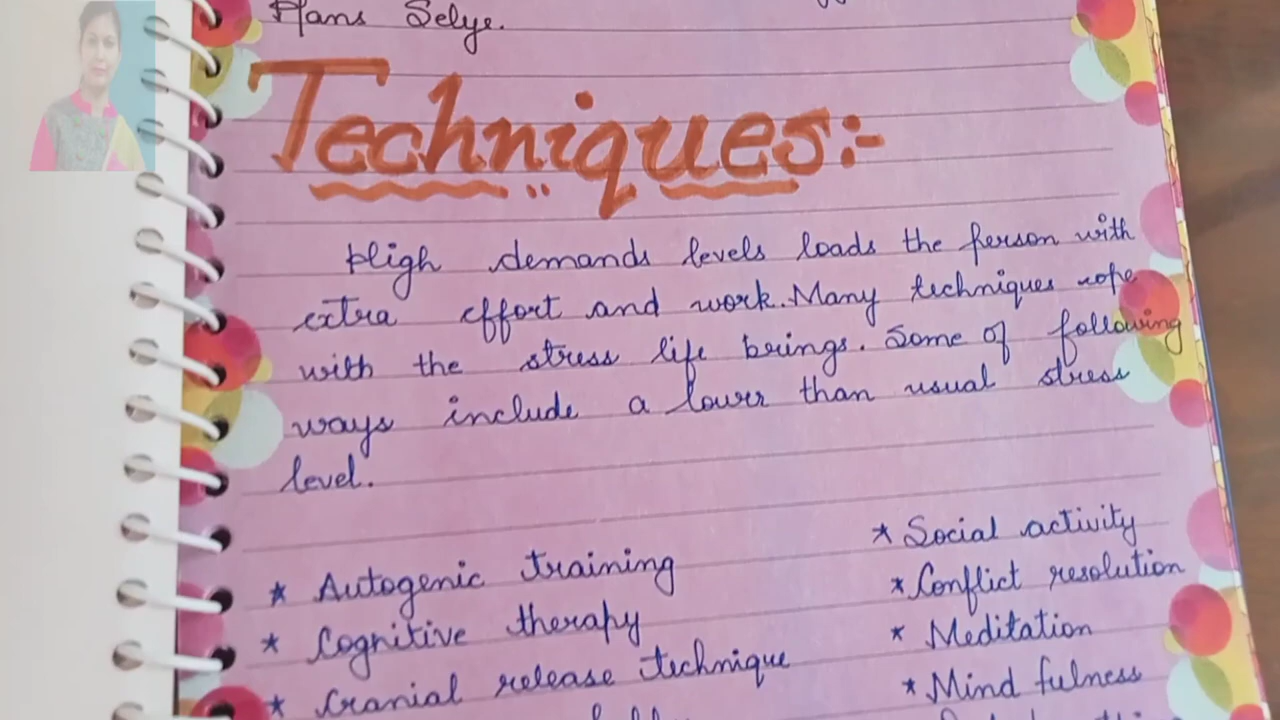 Hans Selye.
Techniques:-
High demands levels loads the person with
extra effort and work. Many techniques cope
with the stress life brings. Some of following
ways include a lower than usual stress
level.
* Autogenic training
* Cognitive therapy
* Cranial release technique
* Social activity
* Conflict resolution
* Meditation
* Mind fulness